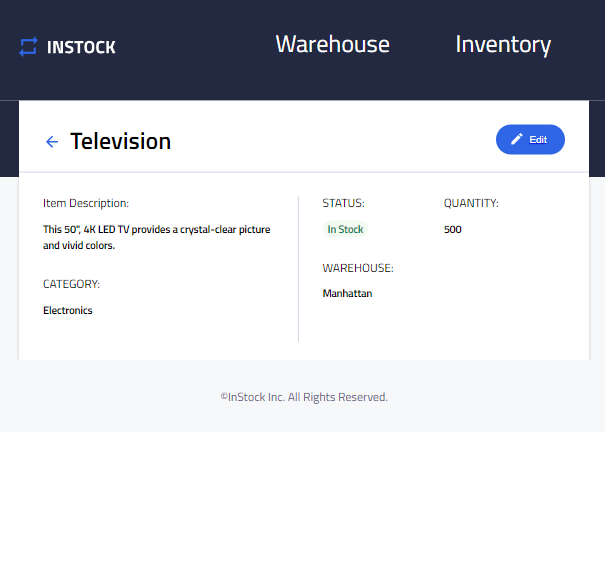 INSTOCK
Warehouse
Inventory
Television
Edit
Item Description:
This 50", 4K LED TV provides a crystal-clear picture
and vivid colors.
CATEGORY:
Electronics
STATUS:
In Stock
QUANTITY:
500
WAREHOUSE:
Manhattan
©InStock Inc. All Rights Reserved.